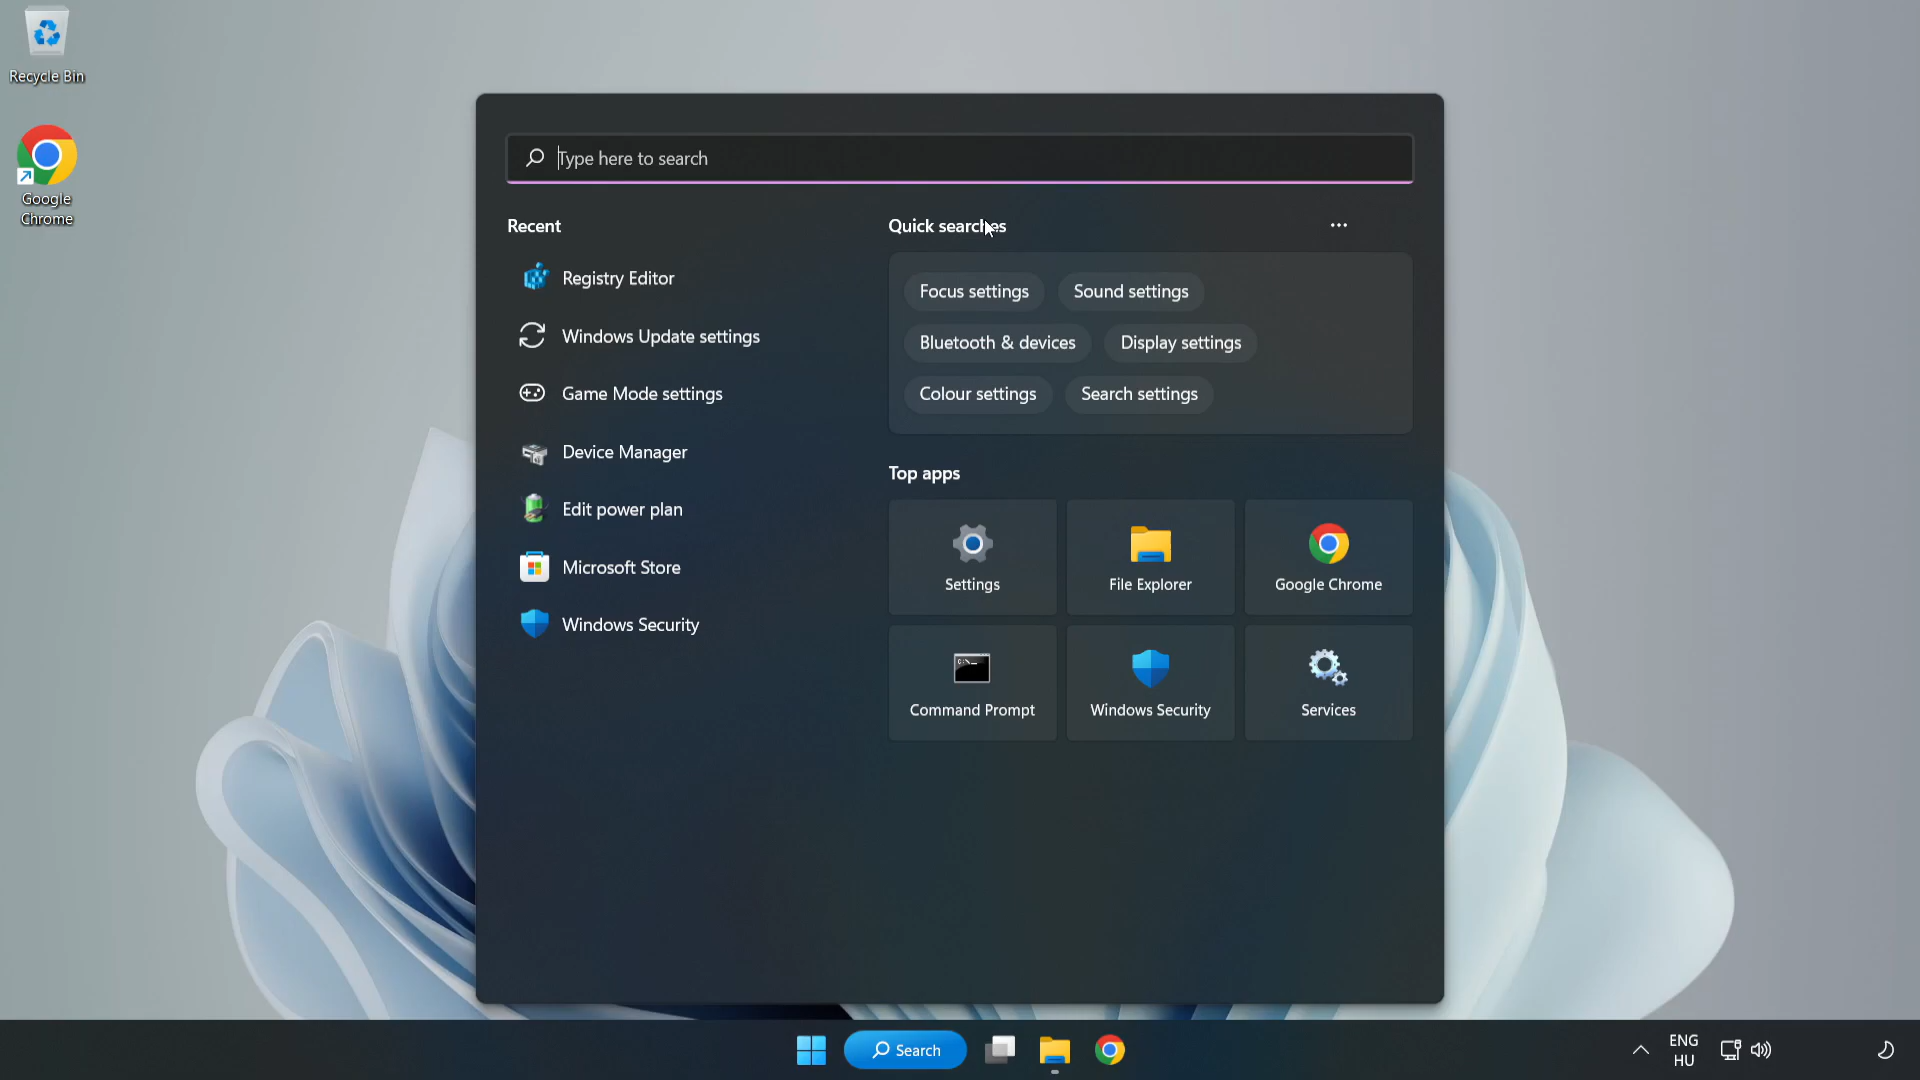 Recycle Bin
Google
Chrome
Type here to search
Recent
Registry Editor
Windows Update settings
Game Mode settings
Device Manager
Edit power plan
Microsoft Store
Windows Security
Quick searches
Focus settings
Sound settings
Bluetooth & devices
Display settings
Colour settings
Search settings
Top apps
Settings
File Explorer
Google Chrome
Command Prompt
Windows Security
Services
Search
ENG
HU